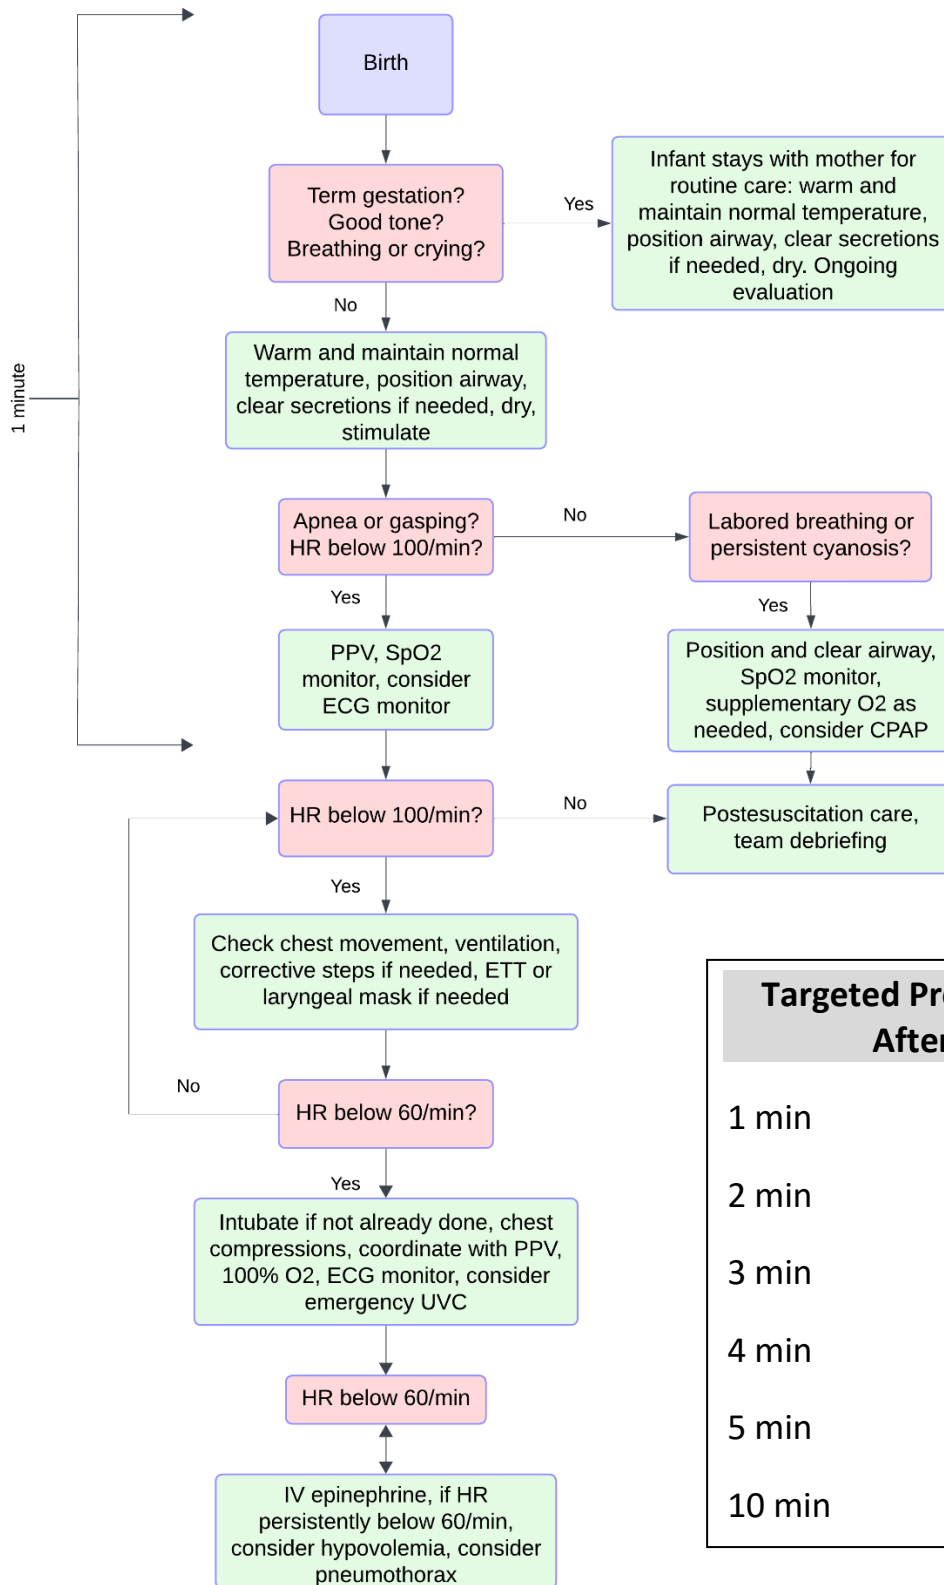 Birth
Term gestation?
Good tone?
Breathing or crying?
Yes
Infant stays with mother for
routine care: warm and
maintain normal temperature,
position airway, clear secretions
if needed, dry. Ongoing
evaluation
No
1 minute
Warm and maintain normal
temperature, position airway,
clear secretions if needed, dry,
stimulate
Apnea or gasping?
HR below 100/min?
No
Labored breathing or
persistent cyanosis?
Yes
Yes
PPV, SpO2
monitor, consider
ECG monitor
Position and clear airway,
SpO2 monitor,
supplementary O2 as
needed, consider CPAP
HR below 100/min?
No
Postesuscitation care,
team debriefing
Yes
Check chest movement, ventilation,
corrective steps if needed, ETT or
laryngeal mask if needed
No
HR below 60/min?
Yes
Intubate if not already done, chest
compressions, coordinate with PPV,
100% O2, ECG monitor, consider
emergency UVC
HR below 60/min
IV epinephrine, if HR
persistently below 60/min,
consider hypovolemia, consider
pneumothorax
Targeted
After
1 min
2 min
3 min
4 min
5 min
10 min